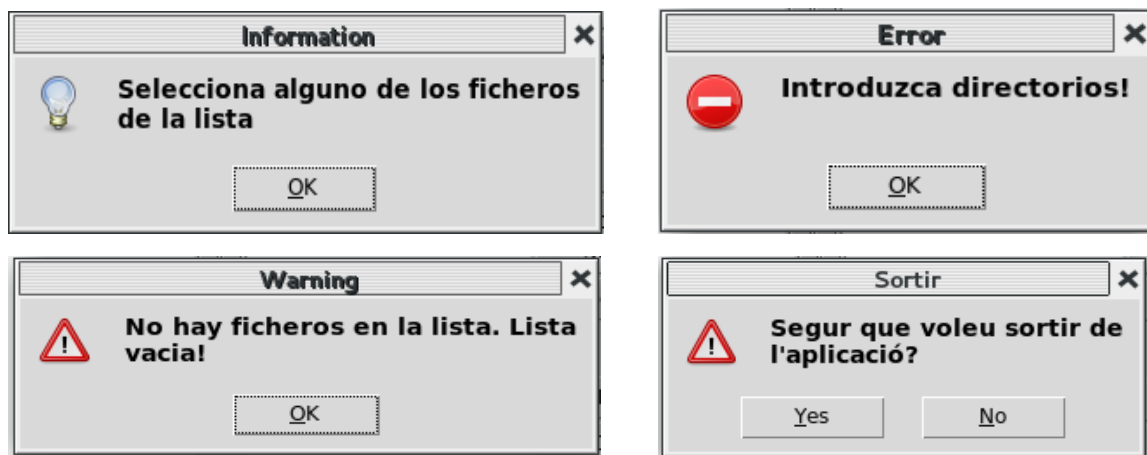 Information
Selecciona alguno de los ficheros
de la lista
OK
Error
Introduzca directorios!
OK
Warning
No hay ficheros en la lista. Lista
vacia!
OK
Sortir
Segur que voleu sortir de
l'aplicació?
Yes
No